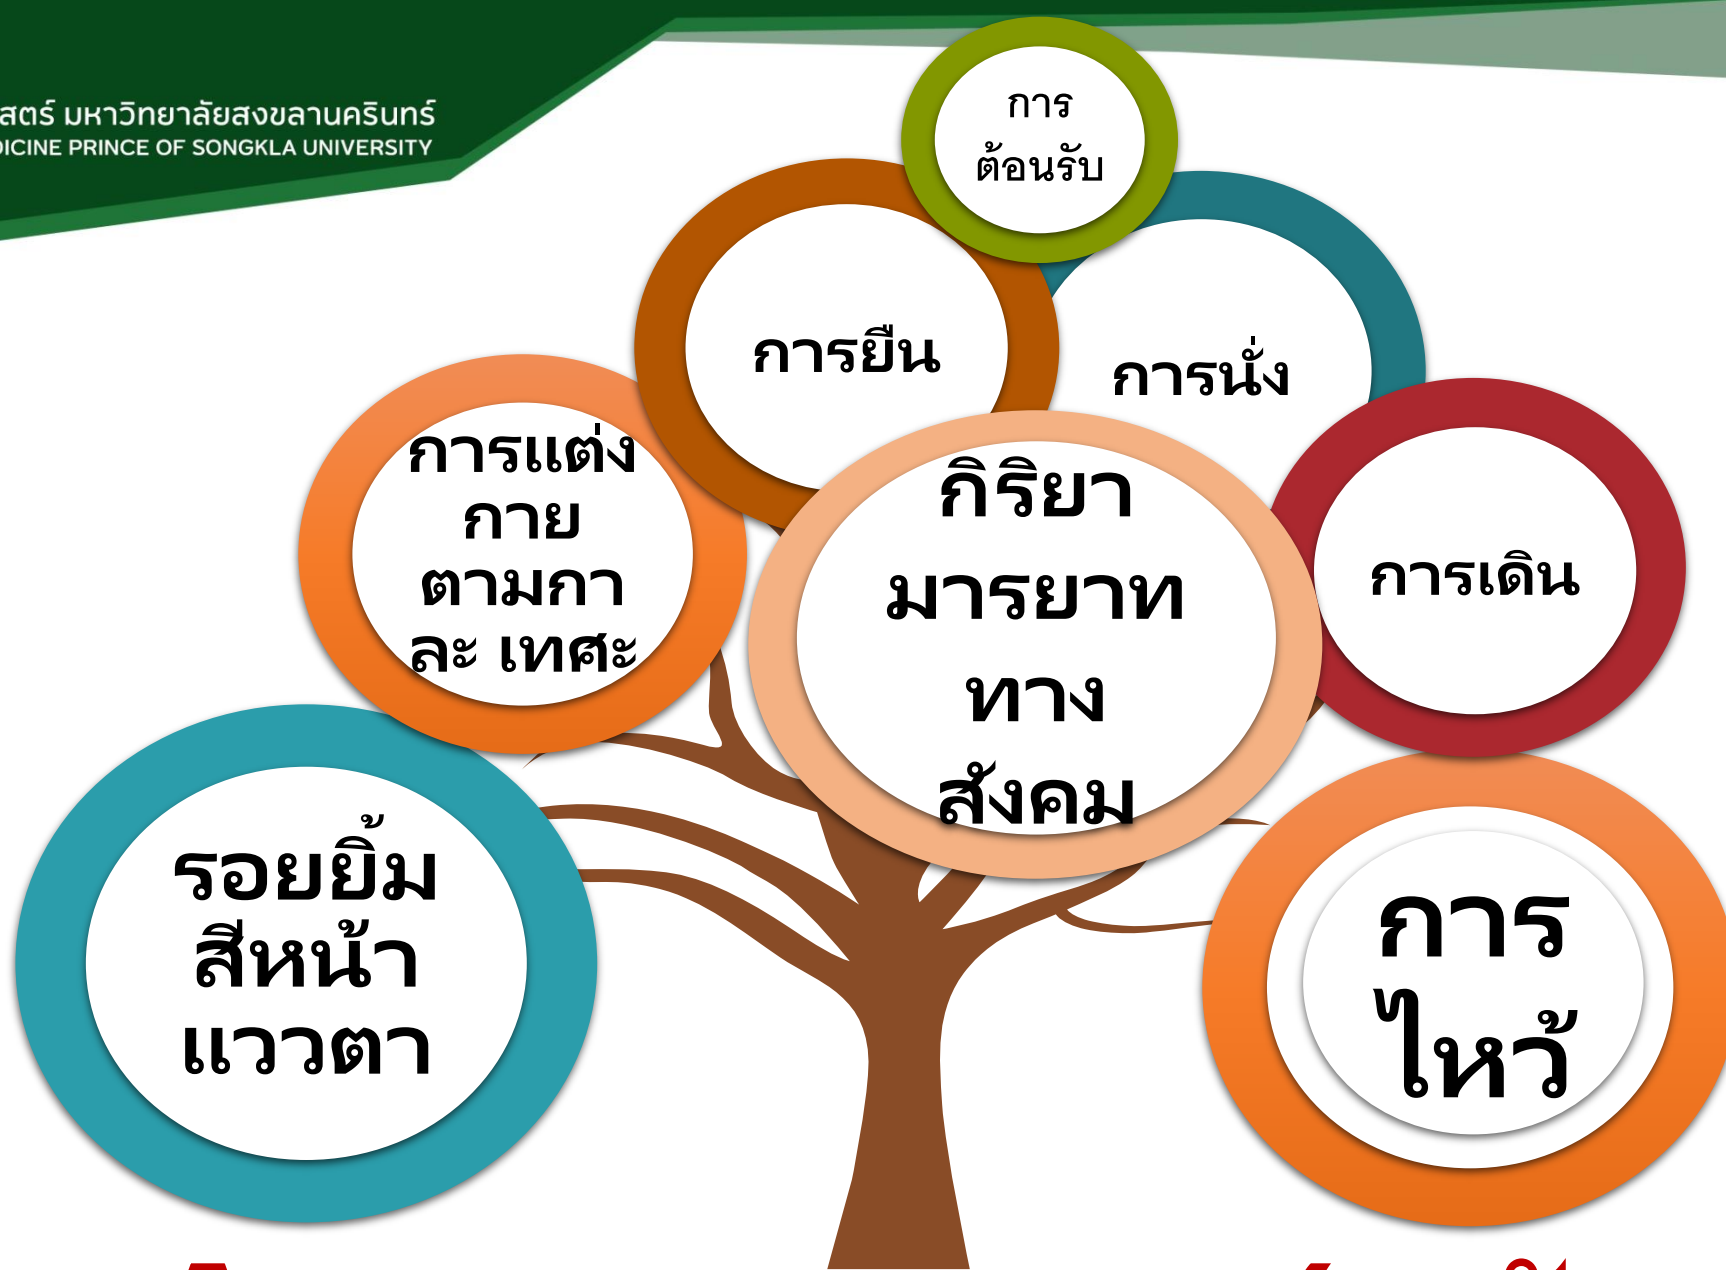 สตร์ มหาวิทยาลัยสงขลานครินทร์
DICINE PRINCE OF SONGKLA UNIVERSITY
การ
ต้อนรับ
การยืน
การนั่ง
การแต่ง
กาย
ตามกา
ละ เทศะ
กิริยา
มารยาท
ทาง
สังคม
การเดิน
รอยยิ้ม
สีหน้า
แววตา
การ
ไหว้